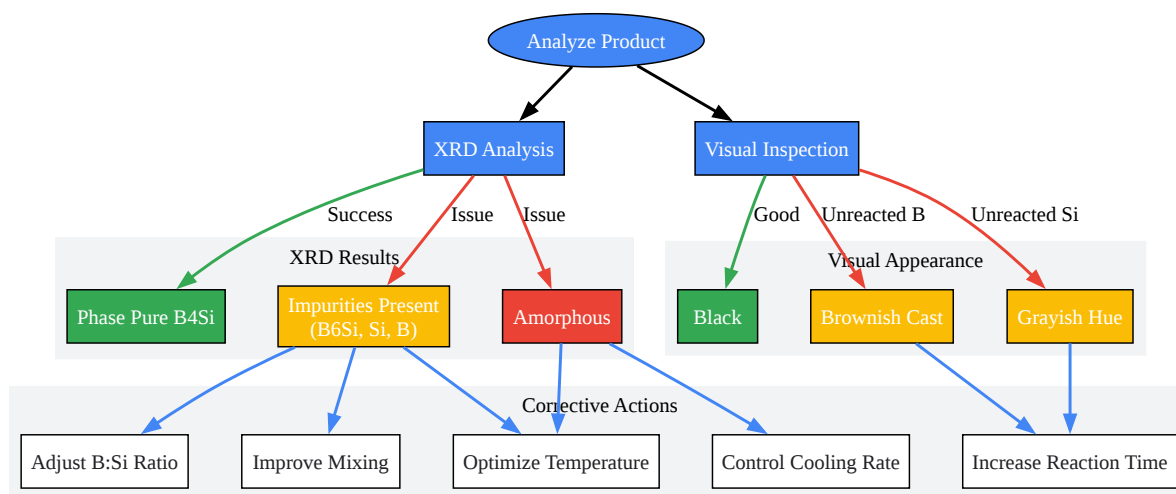 Analyze Product
XRD Analysis
Visual Inspection
Success
Issue
Issue
Good
Unreacted B
Unreacted Si
XRD Results
Visual Appearance
Phase Pure B4Si
Impurities Present
(B6Si, Si, B)
Amorphous
Black
Brownish Cast
Grayish Hue
Corrective Actions
Adjust B:Si Ratio
Improve Mixing
Optimize Temperature
Control Cooling Rate
Increase Reaction Time